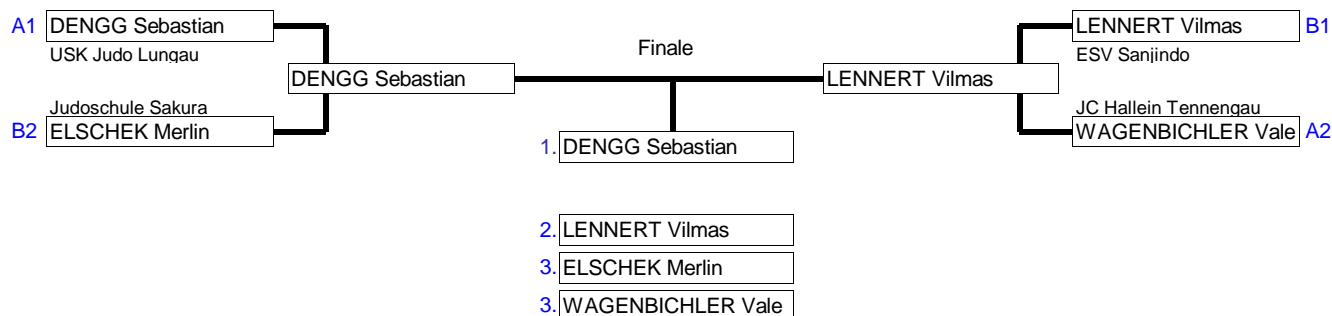 A1 DENGG Sebastian
USK Judo Lungau
DENGG Sebastian
Judoschule Sakura
B2 ELSCHEK Merlin
Finale
LENNERT Vilmas B1
ESV Sanjindo
LENNERT Vilmas
JC Hallein Tennengau
WAGENBICHLER Vale A2
1. DENGG Sebastian
2. LENNERT Vilmas
3. ELSCHEK Merlin
3. WAGENBICHLER Vale